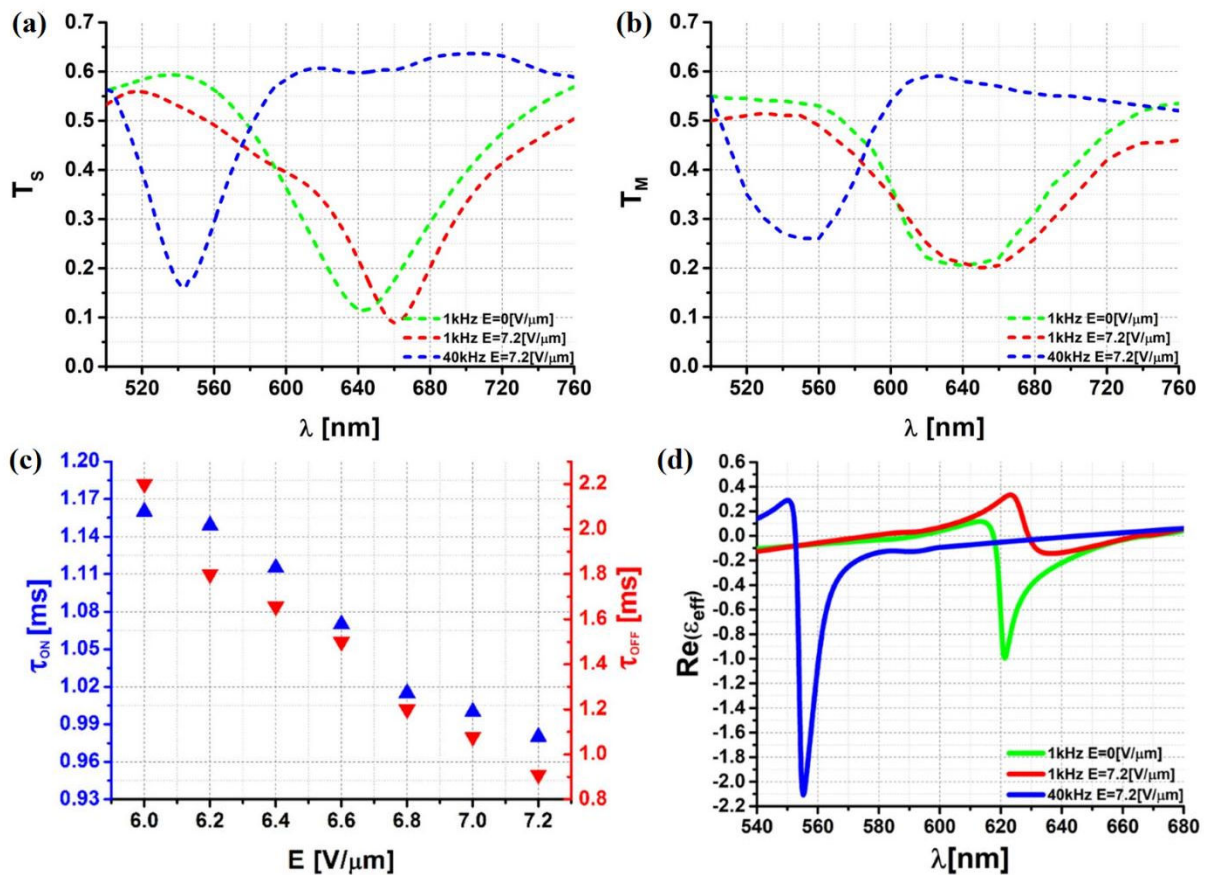 (a)
0.7
0.6
0.5
0.4
0.3
0.2
0.1
0.0
T_S
1kHz E=0[V/μm]
1kHz E=7.2[V/μm]
40kHz E=7.2[V/μm]
520 560 600 640 680 720 760
λ [nm]
(b)
0.7
0.6
0.5
0.4
0.3
0.2
0.1
0.0
T_M
1kHz E=0[V/μm]
1kHz E=7.2[V/μm]
40kHz E=7.2[V/μm]
520 560 600 640 680 720 760
λ [nm]
(c)
1.20
1.17
1.14
1.11
1.08
1.05
1.02
0.99
0.96
0.93
τ_ON [ms]
2.2
2.0
1.8
1.6
1.4
1.2
1.0
0.8
τ_OFF [ms]
6.0 6.2 6.4 6.6 6.8 7.0 7.2
E [V/μm]
(d)
0.6
0.4
0.2
0.0
-0.2
-0.4
-0.6
-0.8
-1.0
-1.2
-1.4
-1.6
-1.8
-2.0
-2.2
Re(ε_eff)
1kHz E=0[V/μm]
1kHz E=7.2[V/μm]
40kHz E=7.2[V/μm]
540 560 580 600 620 640 660 680
λ[nm]